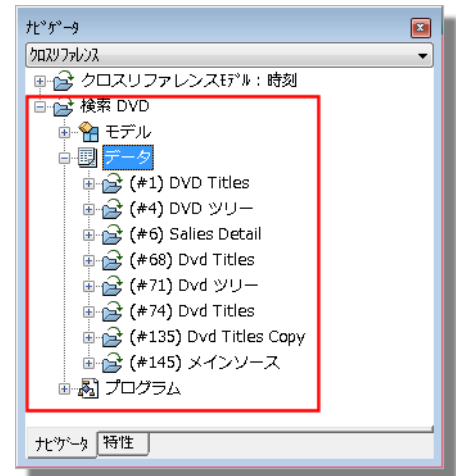 ﾅﾋﾞｹﾞｰﾀ
ｸﾛｽﾘﾌｧﾚﾝｽ
クロスリファレンスﾓﾃﾞﾙ：時刻
検索 DVD
モデル
データ
(#1) DVD Titles
(#4) DVD ツリー
(#6) Salies Detail
(#68) Dvd Titles
(#71) Dvd ツリー
(#74) Dvd Titles
(#135) Dvd Titles Copy
(#145) メインソース
プログラム
ﾅﾋﾞｹﾞｰﾀ 特性